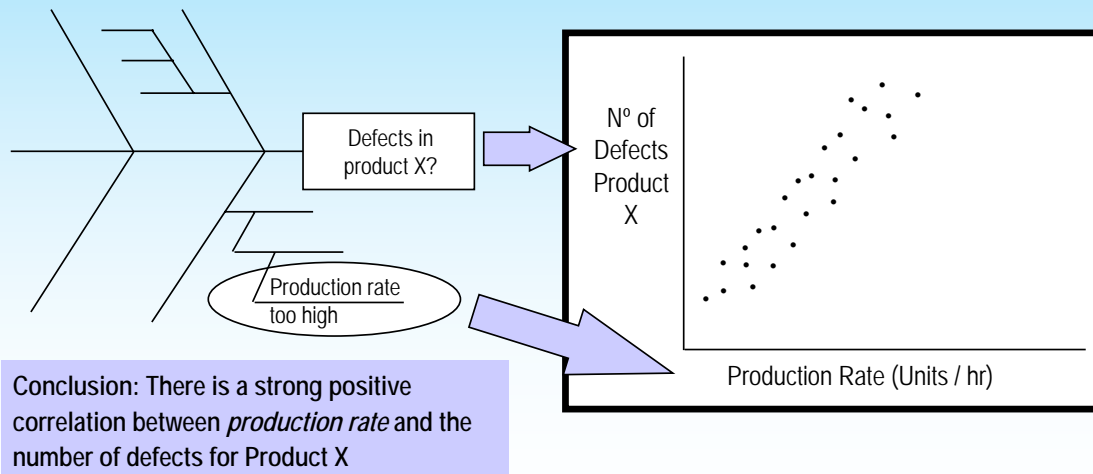 Defects in
product X?
Production rate
too high
Nº of
Defects
Product
X
Production Rate (Units / hr)
Conclusion: There is a strong positive
correlation between production rate and the
number of defects for Product X